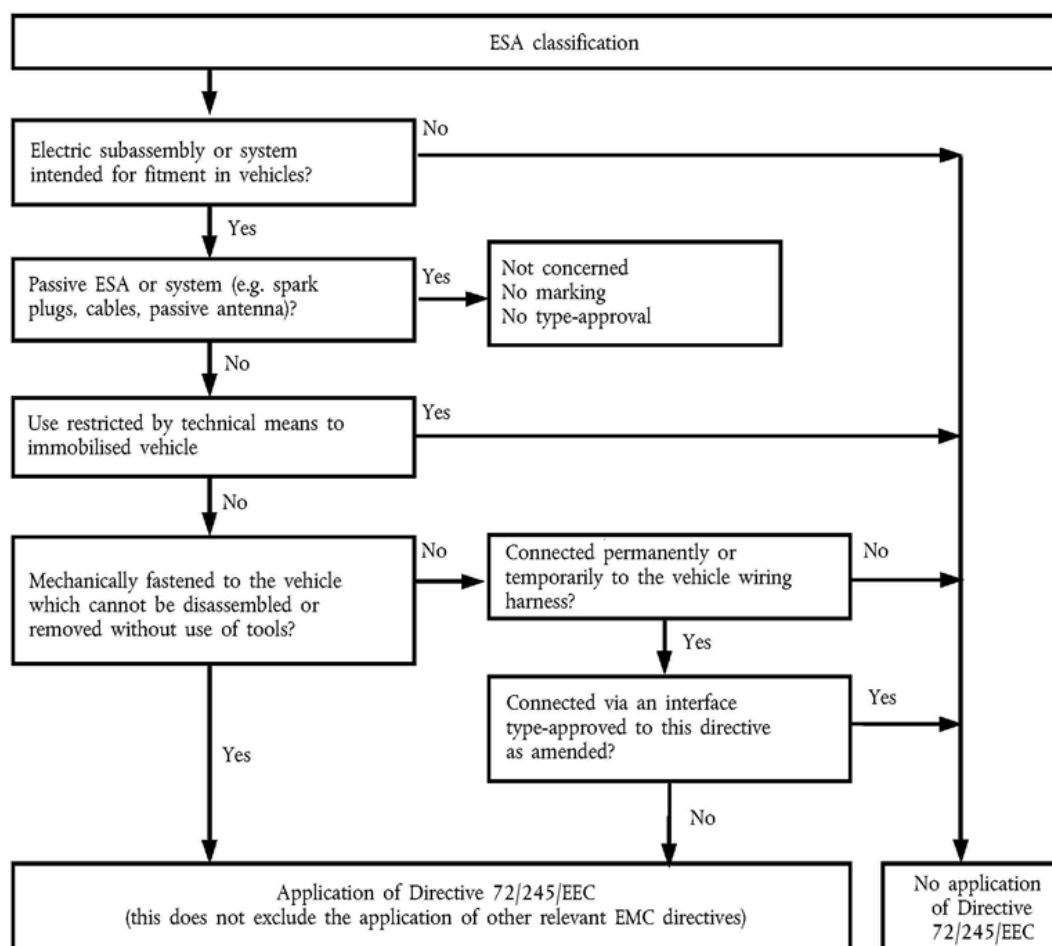 ESA classification
Electric subassembly or system
intended for fitment in vehicles?
No
Yes
Passive ESA or system (e.g. spark
plugs, cables, passive antenna)?
Yes
Not concerned
No marking
No type-approval
No
Use restricted by technical means to
immobilised vehicle
Yes
No
Mechanically fastened to the vehicle
which cannot be disassembled or
removed without use of tools?
No
Connected permanently or
temporarily to the vehicle wiring
harness?
No
Yes
Connected via an interface
type-approved to this directive
as amended?
Yes
Yes
No
Application of Directive 72/245/EEC
(this does not exclude the application of other relevant EMC directives)
No application
of Directive
72/245/EEC